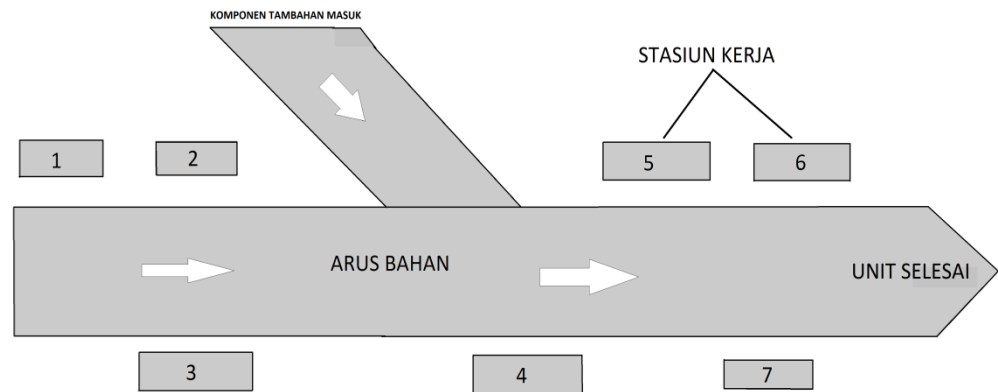 KOMPONEN TAMBAHAN MASUK
STASIUN KERJA
1
2
5
6
ARUS BAHAN
UNIT SELESAI
3
4
7